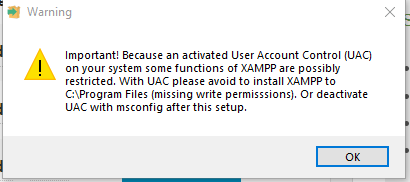 Warning
Important! Because an activated User Account Control (UAC)
on your system some functions of XAMPP are possibly
restricted. With UAC please avoid to install XAMPP to
C:\Program Files (missing write permisssions). Or deactivate
UAC with msconfig after this setup.
OK